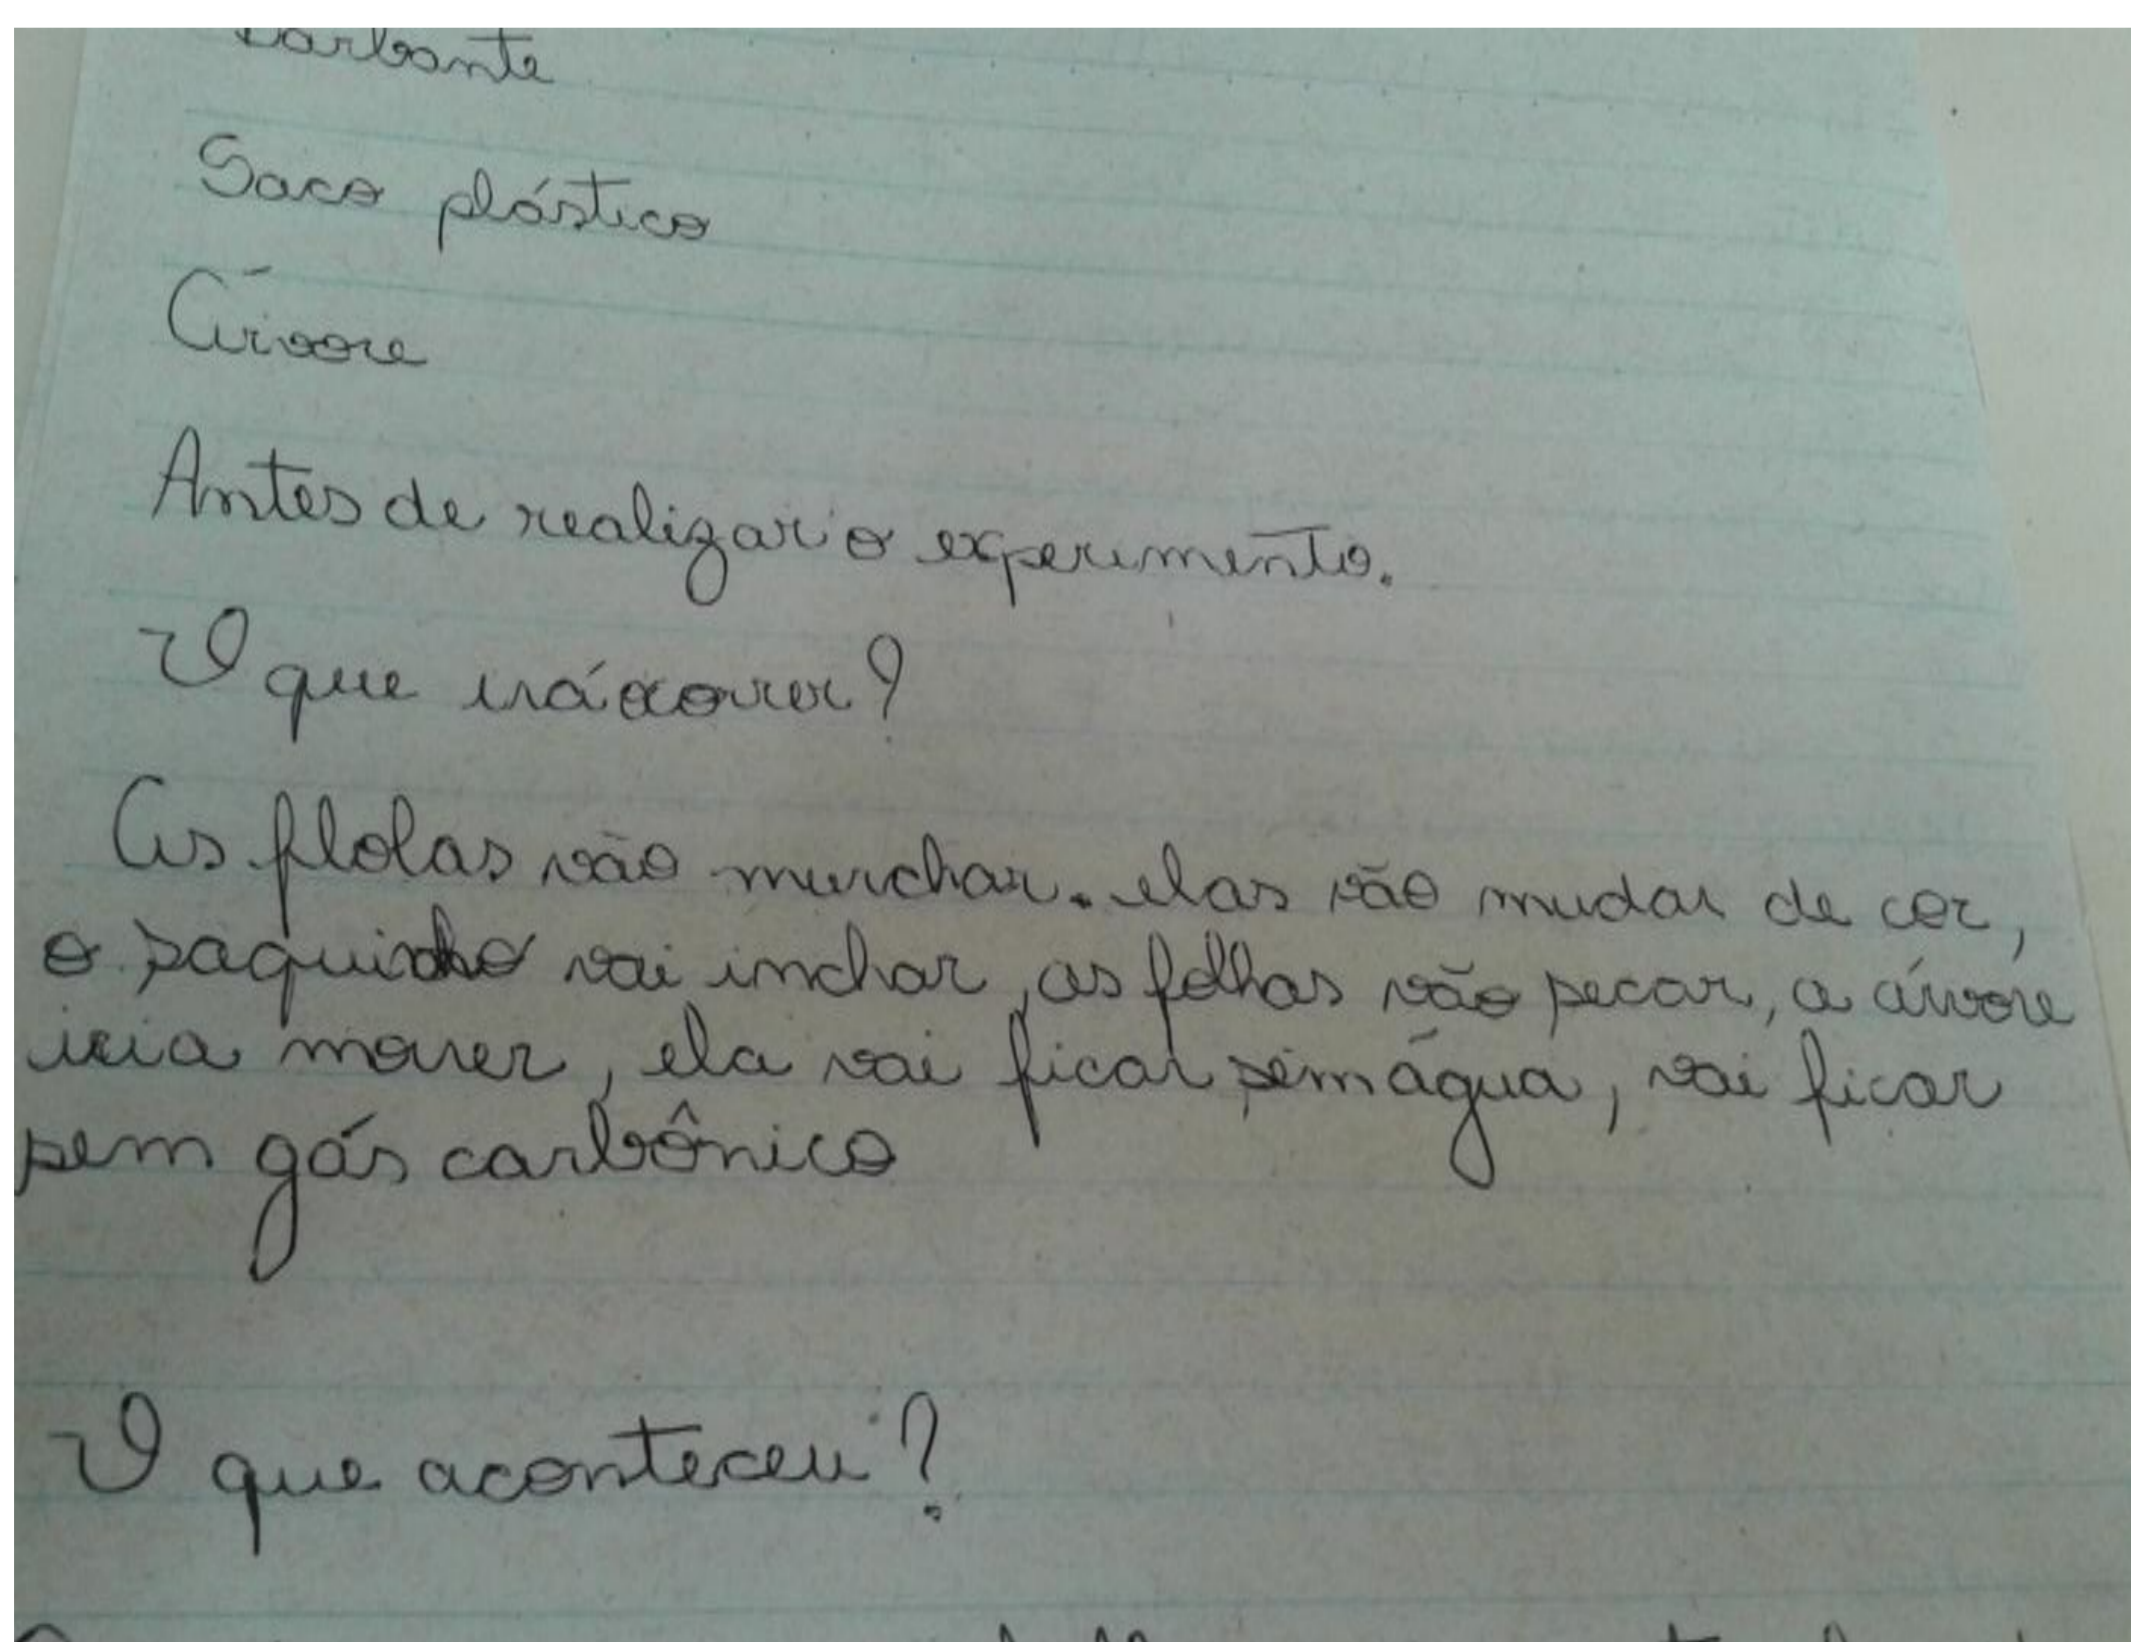 Barbante
Saco plástico
Árvore
Antes de realizar o experimento.
O que irá ocorrer?
As flolas vão murchar. elas vão mudar de cor,
o saquinho vai inchar, as folhas vão secar, a árvore
iria morrer, ela vai ficar sem água, vai ficar
sem gás carbônico
O que aconteceu?